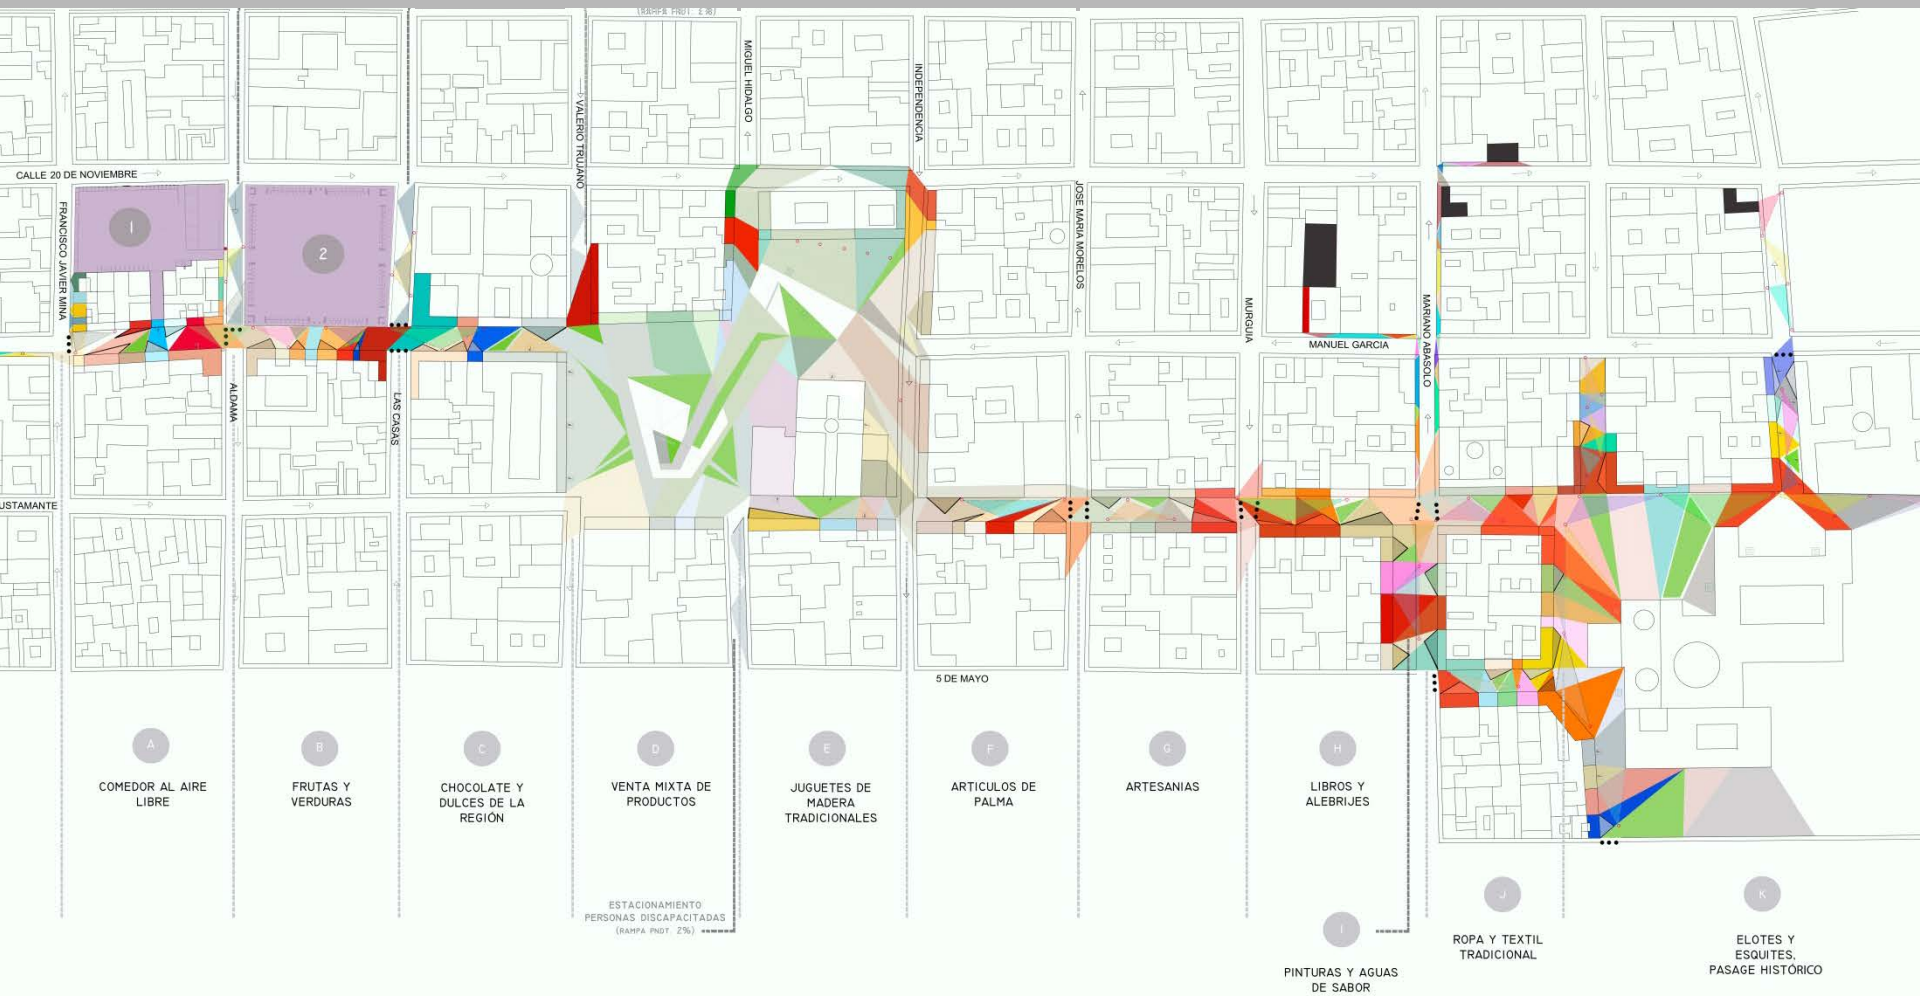 (RAMPA PNDT. 2%)
MIGUEL HIDALGO
INDEPENDENCIA
VALERIO TRUJANO
CALLE 20 DE NOVIEMBRE
FRANCISCO JAVIER MINA
1
2
JOSE MARIA MORELOS
MURGUIA
MARIANO ABASOLO
MANUEL GARCIA
ALDAMA
LAS CASAS
USTAMANTE
5 DE MAYO
A
COMEDOR AL AIRE
LIBRE
B
FRUTAS Y
VERDURAS
C
CHOCOLATE Y
DULCES DE LA
REGIÓN
D
VENTA MIXTA DE
PRODUCTOS
E
JUGUETES DE
MADERA
TRADICIONALES
F
ARTICULOS DE
PALMA
G
ARTESANIAS
H
LIBROS Y
ALEBRIJES
ESTACIONAMIENTO
PERSONAS DISCAPACITADAS
(RAMPA PNDT. 2%)
I
PINTURAS Y AGUAS
DE SABOR
J
ROPA Y TEXTIL
TRADICIONAL
K
ELOTES Y
ESQUITES,
PASAGE HISTÓRICO